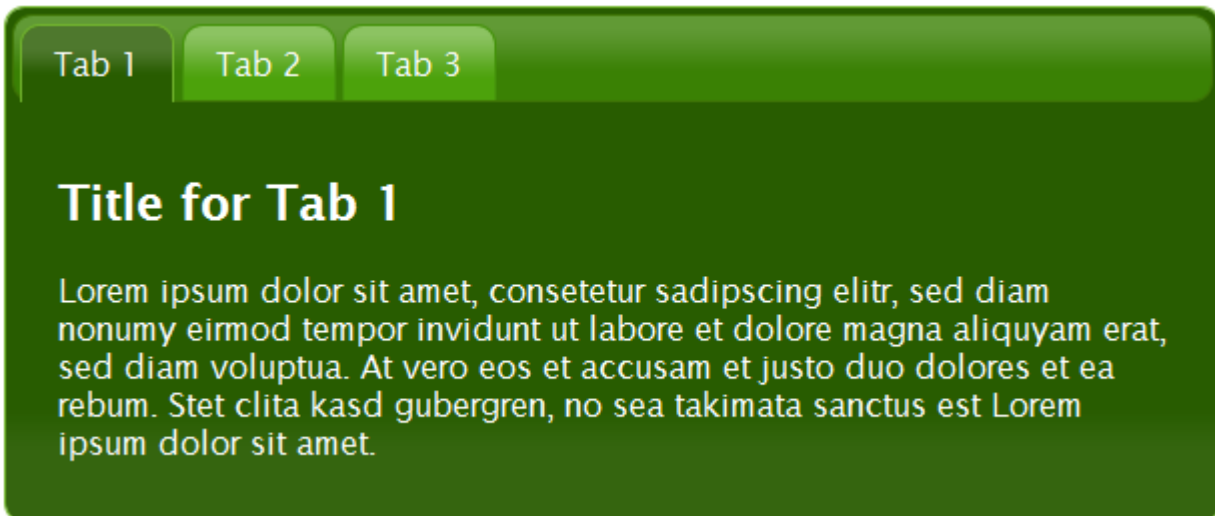 Tab 1 Tab 2 Tab 3
Title for Tab 1
Lorem ipsum dolor sit amet, consetetur sadipscing elitr, sed diam
nonumy eirmod tempor invidunt ut labore et dolore magna aliquyam erat,
sed diam voluptua. At vero eos et accusam et justo duo dolores et ea
rebum. Stet clita kasd gubergren, no sea takimata sanctus est Lorem
ipsum dolor sit amet.